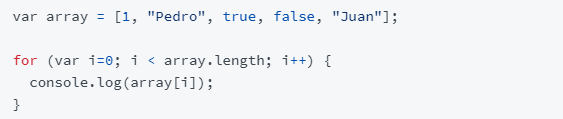 var array = [1, "Pedro", true, false, "Juan"];
for (var i=0; i < array.length; i++) {
  console.log(array[i]);
}